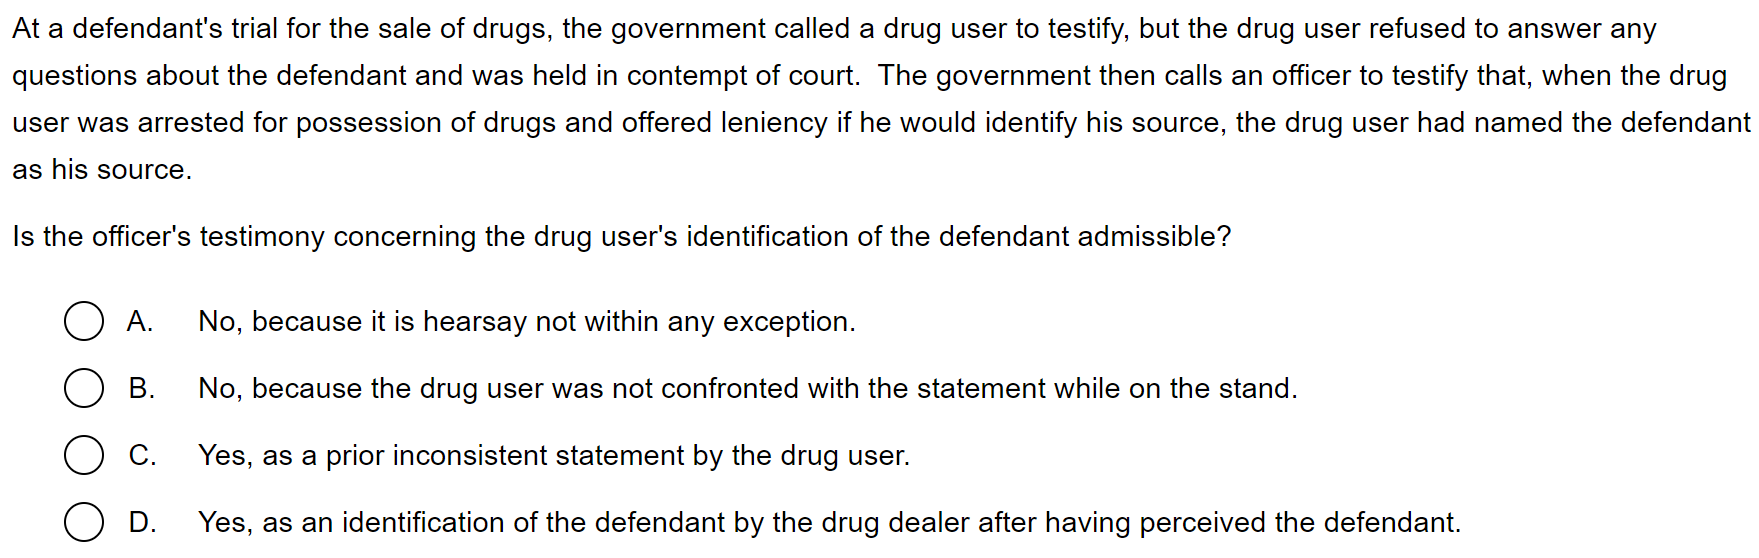 At a defendant's trial for the sale of drugs, the government called a drug user to testify, but the drug user refused to answer any
questions about the defendant and was held in contempt of court.  The government then calls an officer to testify that, when the drug
user was arrested for possession of drugs and offered leniency if he would identify his source, the drug user had named the defendant
as his source.
Is the officer's testimony concerning the drug user's identification of the defendant admissible?
A. No, because it is hearsay not within any exception.
B. No, because the drug user was not confronted with the statement while on the stand.
C. Yes, as a prior inconsistent statement by the drug user.
D. Yes, as an identification of the defendant by the drug dealer after having perceived the defendant.